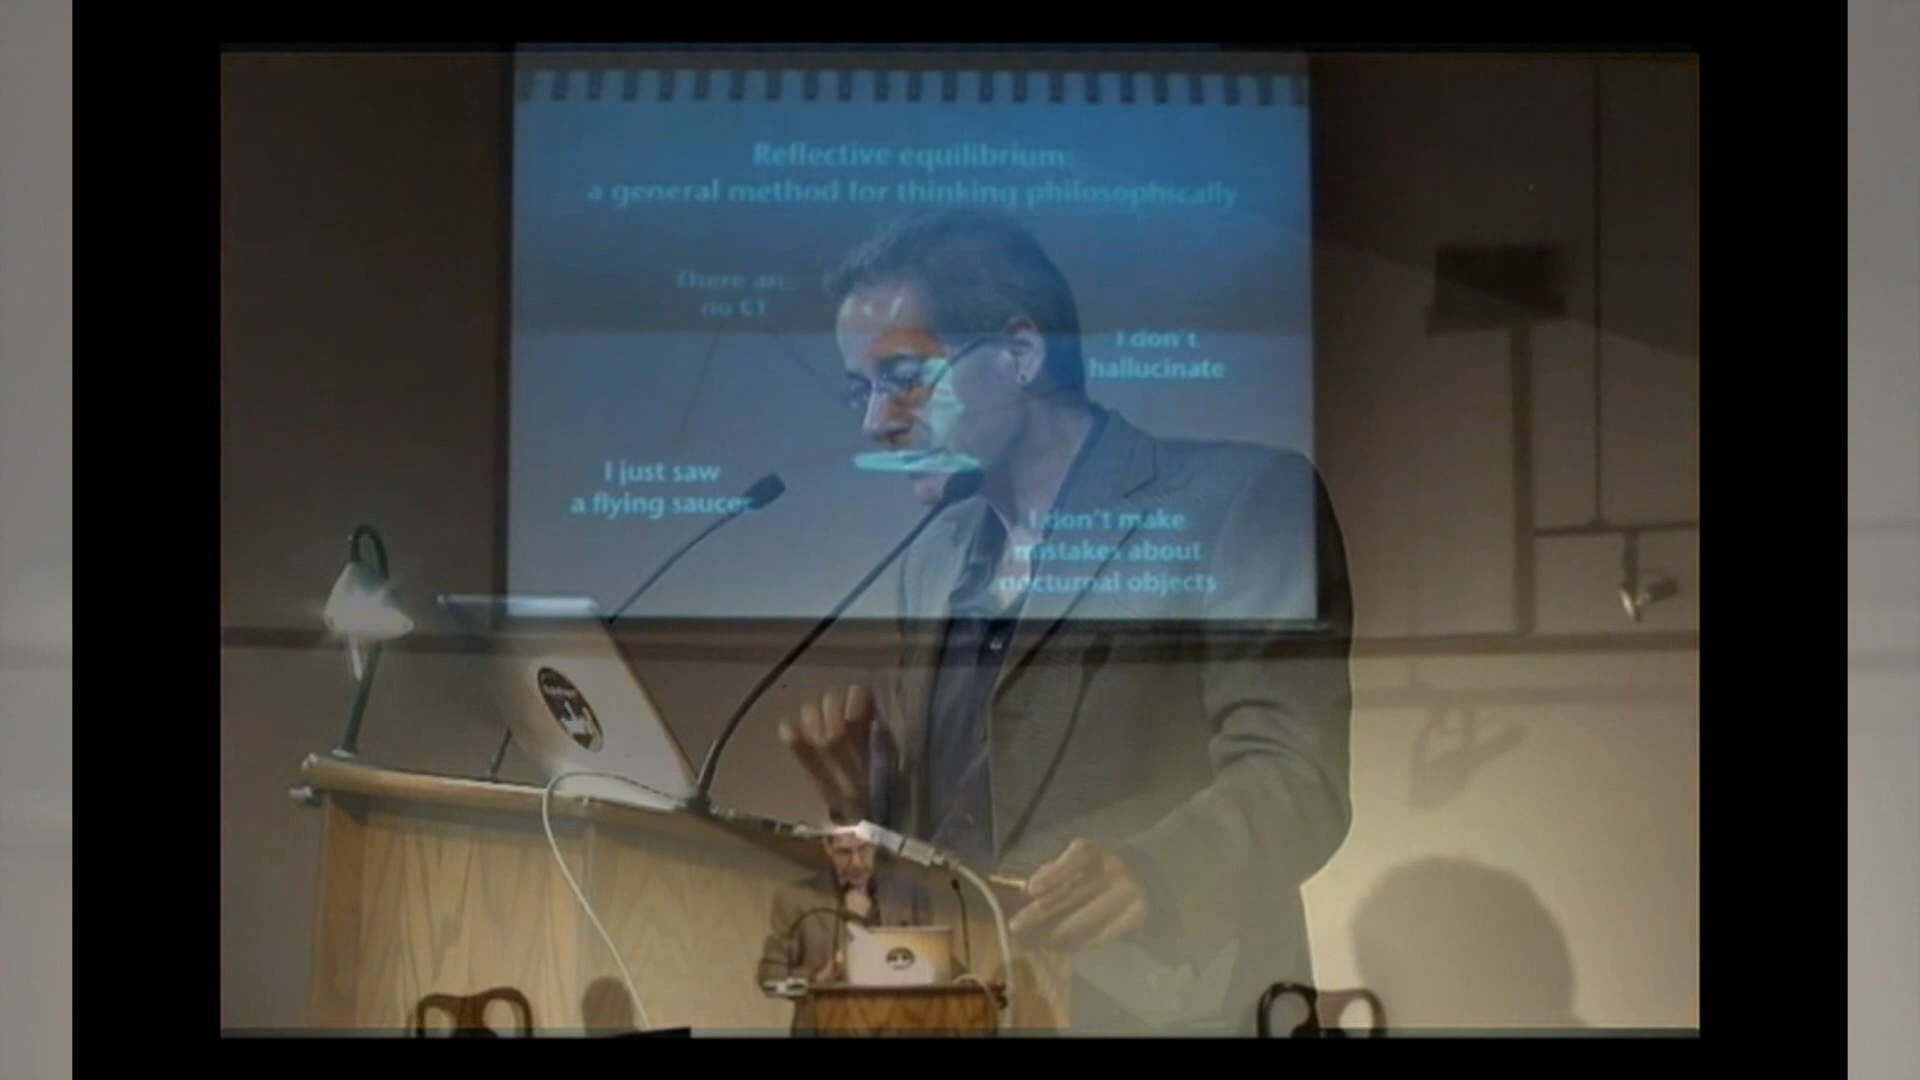 Reflective equilibrium:
a general method for thinking philosophically
there are
no ET
I don't
hallucinate
I just saw
a flying saucer
I don't make
mistakes about
nocturnal objects